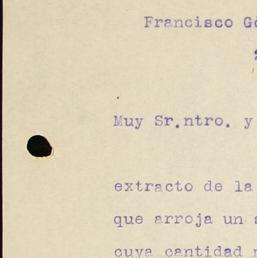 Francisco
Muy Sr.ntro. y
extracto de la
que arroja un
cuya cantidad